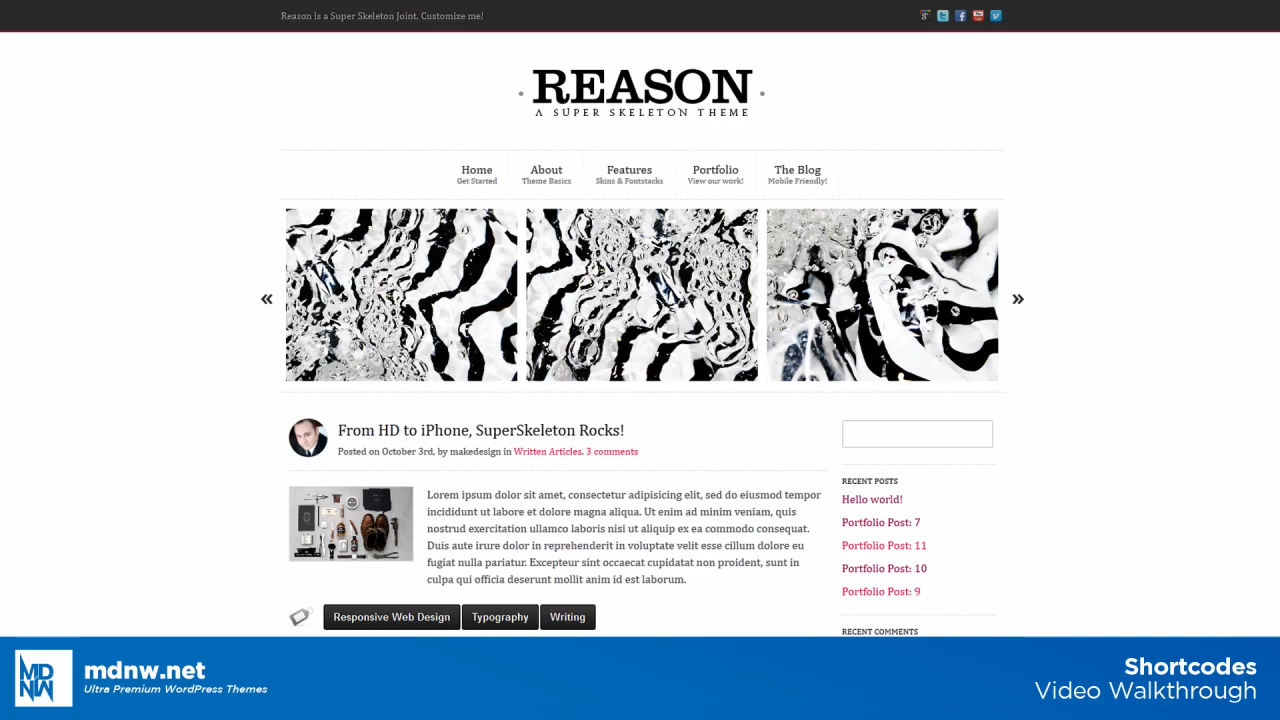 Reason is a Super Skeleton Joint. Customize me!
REASON
A SUPER SKELETON THEME
Home About Features Portfolio The Blog
Get Started Theme Basics Skins & Fontstacks View our work! Mobile Friendly!
«
»
From HD to iPhone, SuperSkeleton Rocks!
Posted on October 3rd, by makedesign in Written Articles. 3 comments
Lorem ipsum dolor sit amet, consectetur adipisicing elit, sed do eiusmod tempor
incididunt ut labore et dolore magna aliqua. Ut enim ad minim veniam, quis
nostrud exercitation ullamco laboris nisi ut aliquip ex ea commodo consequat.
Duis aute irure dolor in reprehenderit in voluptate velit esse cillum dolore eu
fugiat nulla pariatur. Excepteur sint occaecat cupidatat non proident, sunt in
culpa qui officia deserunt mollit anim id est laborum.
Responsive Web Design Typography Writing
RECENT POSTS
Hello world!
Portfolio Post: 7
Portfolio Post: 11
Portfolio Post: 10
Portfolio Post: 9
RECENT COMMENTS
MD
NW
mdnw.net
Ultra Premium WordPress Themes
Shortcodes
Video Walkthrough